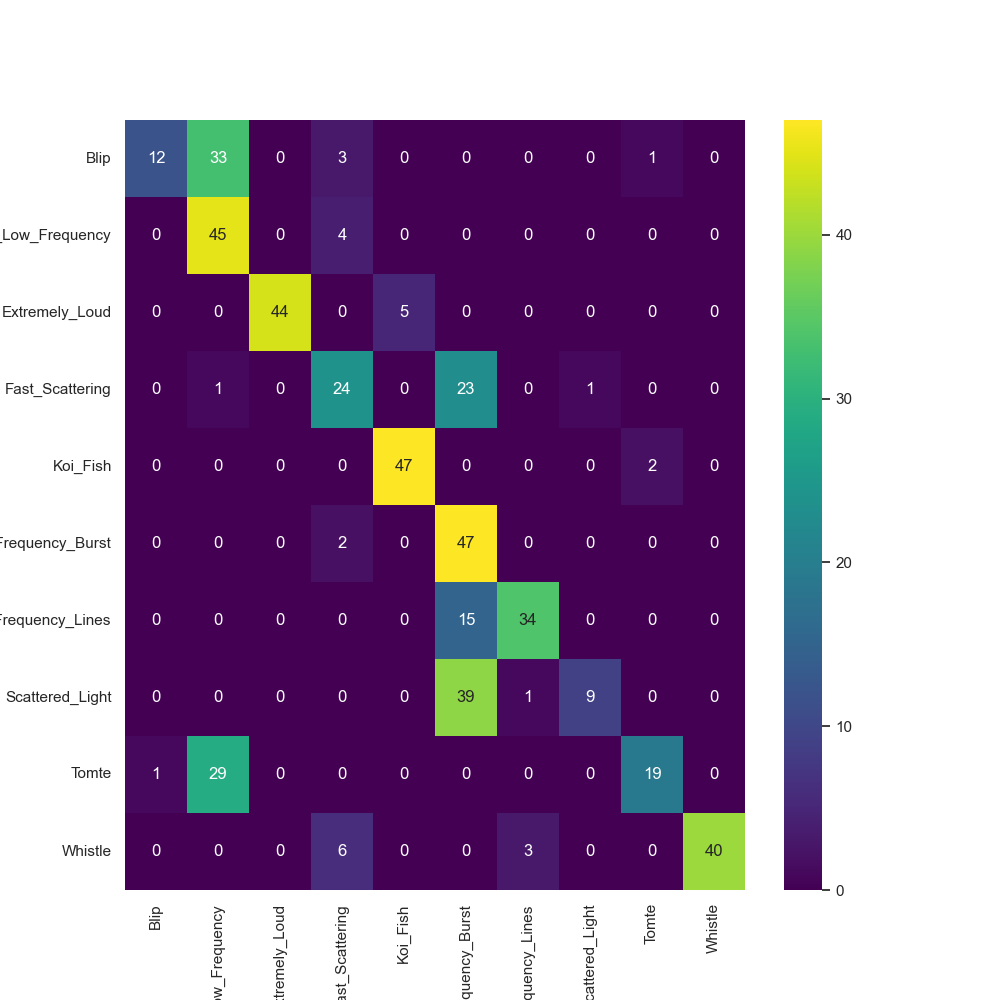 Blip 12 33 0 3 0 0 0 0 1 0
_Low_Frequency 0 45 0 4 0 0 0 0 0 0 40
Extremely_Loud 0 0 44 0 5 0 0 0 0 0
Fast_Scattering 0 1 0 24 0 23 0 1 0 0 30
Koi_Fish 0 0 0 0 47 0 0 0 2 0
Frequency_Burst 0 0 0 2 0 47 0 0 0 0 20
Frequency_Lines 0 0 0 0 0 15 34 0 0 0
Scattered_Light 0 0 0 0 0 39 1 9 0 0 10
Tomte 1 29 0 0 0 0 0 0 19 0
Whistle 0 0 0 6 0 0 3 0 0 40 0
Blip
ow_Frequency
tremely_Loud
ast_Scattering
Koi_Fish
quency_Burst
quency_Lines
cattered_Light
Tomte
Whistle